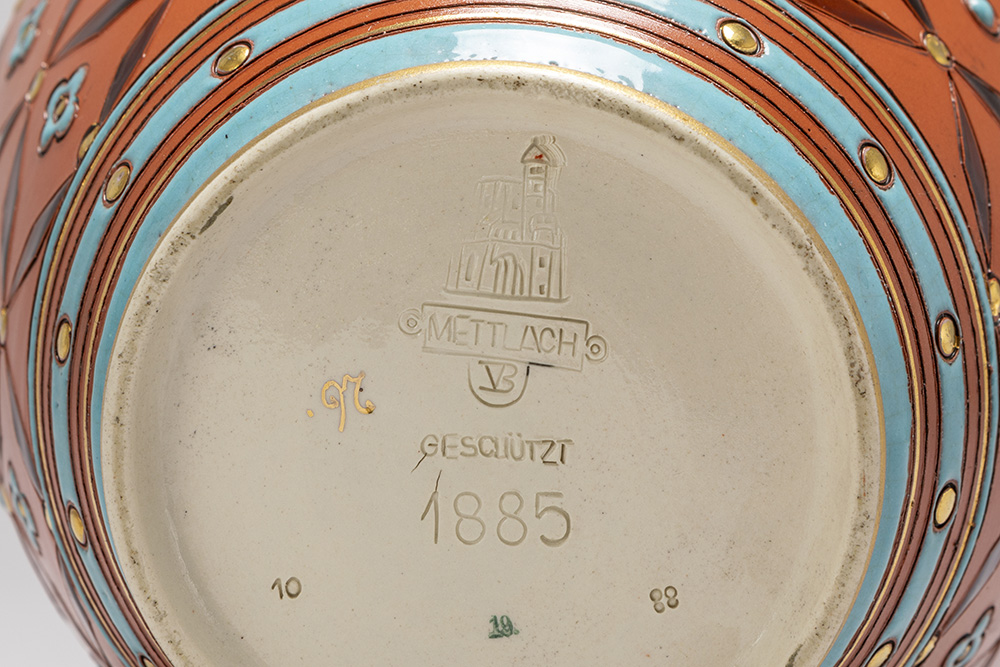 METTLACH
VB
GESCHÜTZT
1885
10
88
19.